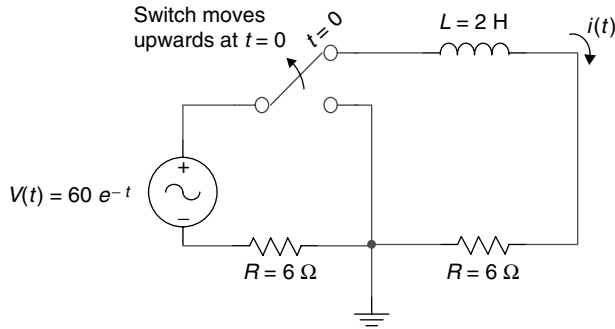 Switch moves
upwards at t = 0
t = 0
L = 2 H
i(t)
+
V(t) = 60 e⁻ ᵗ
−
R = 6 Ω
R = 6 Ω